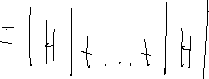 = | H | t . . . t | H |